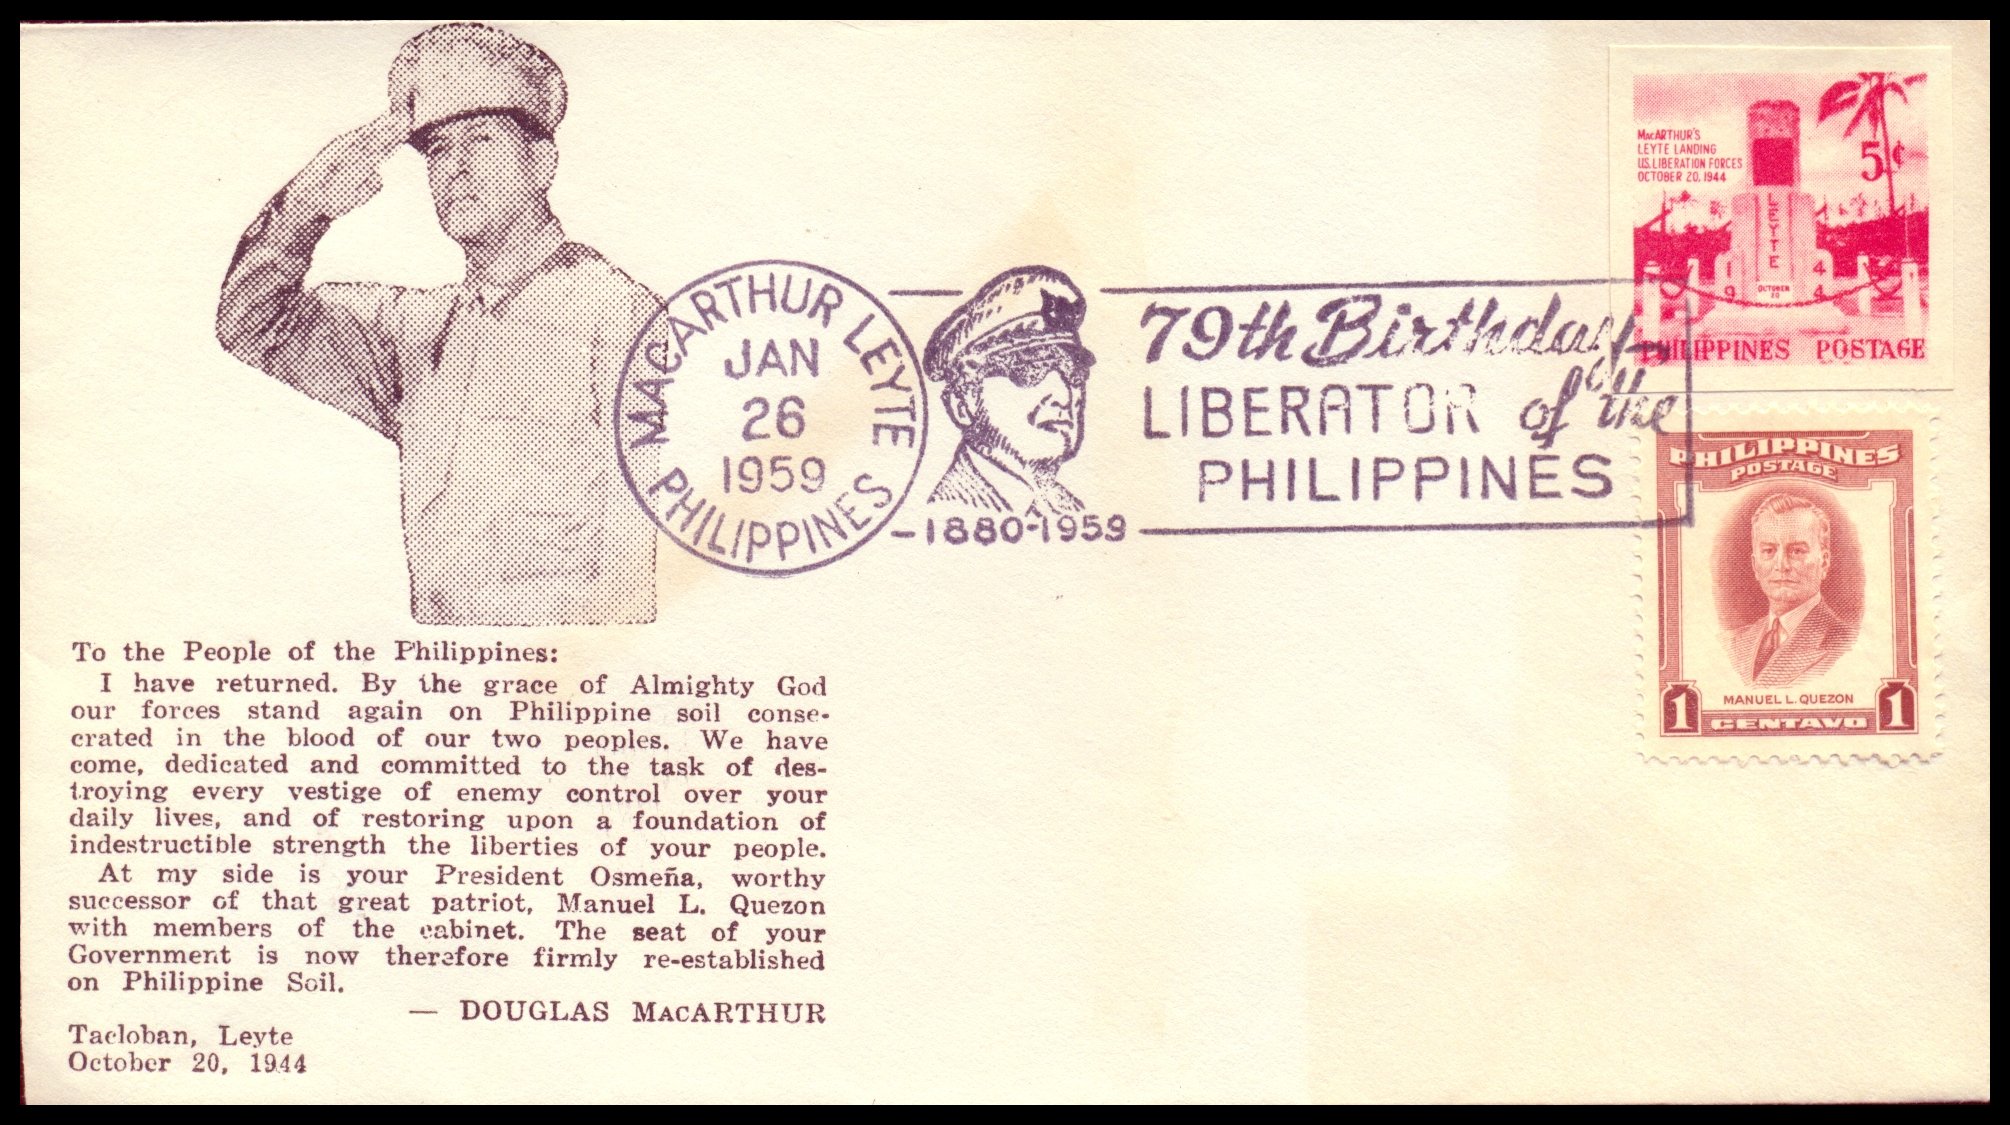 MACARTHUR LEYTE
JAN
26
1959
PHILIPPINES
1880-1959
79th Birthday
LIBERATOR of the
PHILIPPINES
MACARTHUR'S
LEYTE LANDING
U.S. LIBERATION FORCES
OCTOBER 20, 1944
5¢
LEYTE
19 44
OCTOBER
20
PHILIPPINES POSTAGE
PHILIPPINES
POSTAGE
MANUEL L. QUEZON
1 CENTAVO 1
To the People of the Philippines:
I have returned. By the grace of Almighty God
our forces stand again on Philippine soil conse-
crated in the blood of our two peoples. We have
come, dedicated and committed to the task of des-
troying every vestige of enemy control over your
daily lives, and of restoring upon a foundation of
indestructible strength the liberties of your people.
At my side is your President Osmeña, worthy
successor of that great patriot, Manuel L. Quezon
with members of the cabinet. The seat of your
Government is now therefore firmly re-established
on Philippine Soil.
— DOUGLAS MACARTHUR
Tacloban, Leyte
October 20, 1944